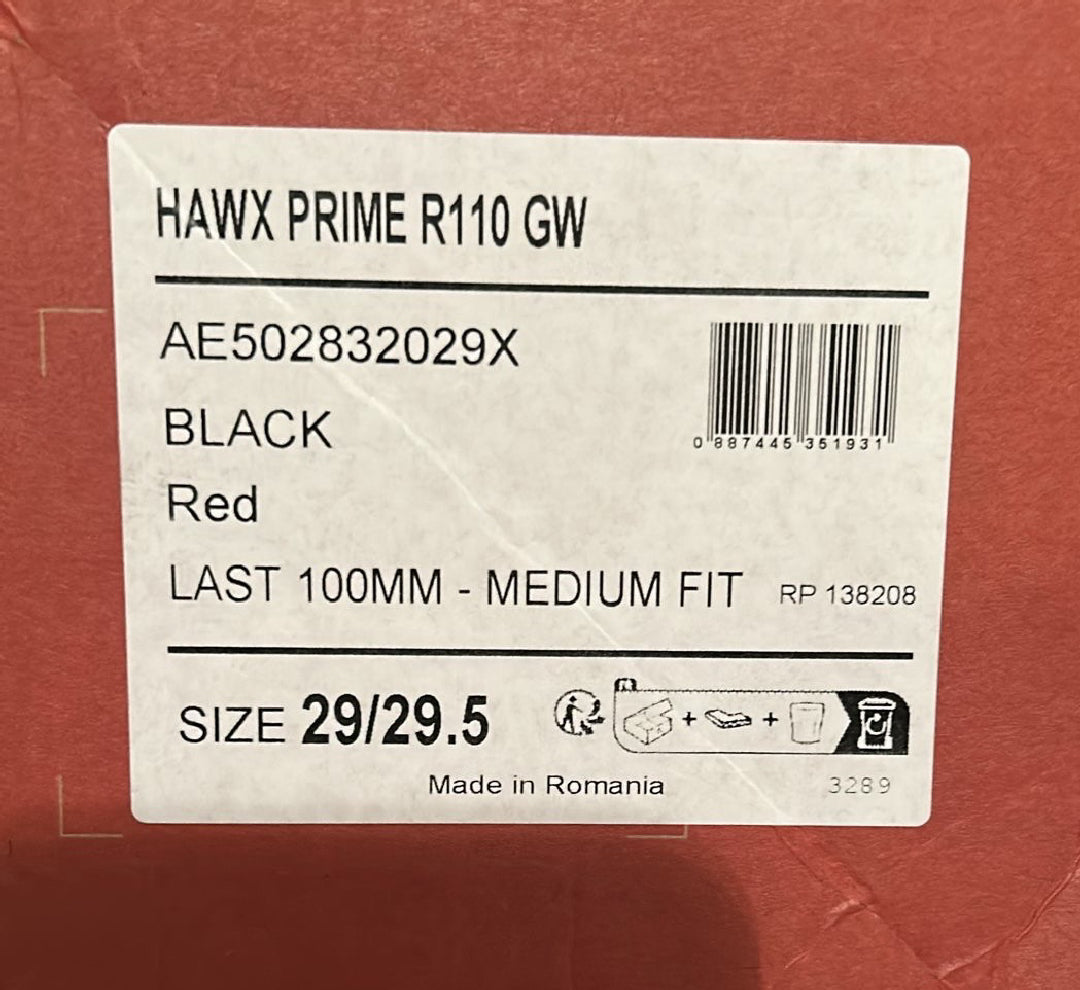 HAWX PRIME R110 GW
AE502832029X
0 887445 351931
BLACK
Red
LAST 100MM - MEDIUM FIT RP 138208
SIZE 29/29.5
Made in Romania 3289